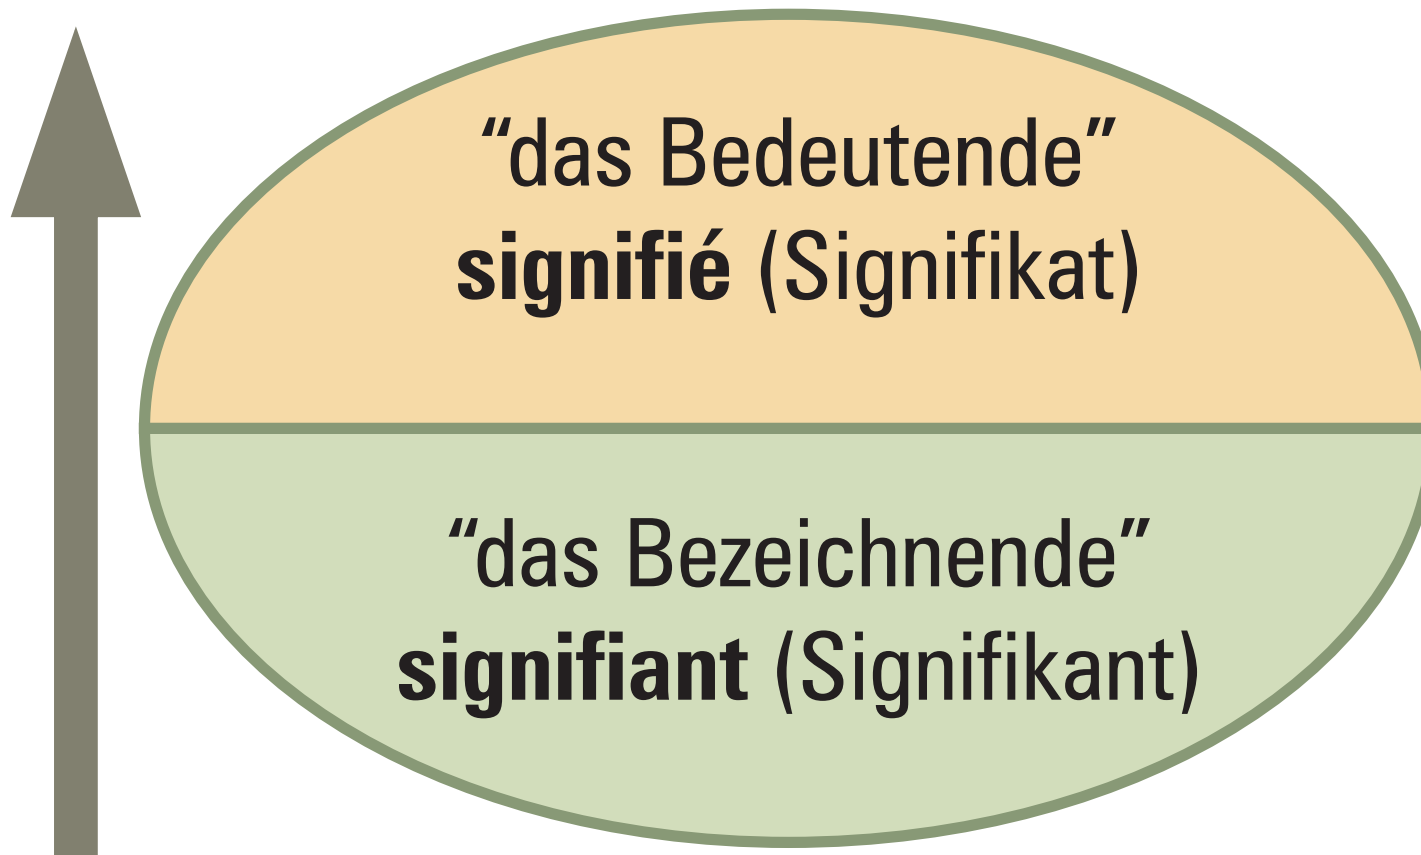 “das Bedeutende”
signifié (Signifikat)
“das Bezeichnende”
signifiant (Signifikant)